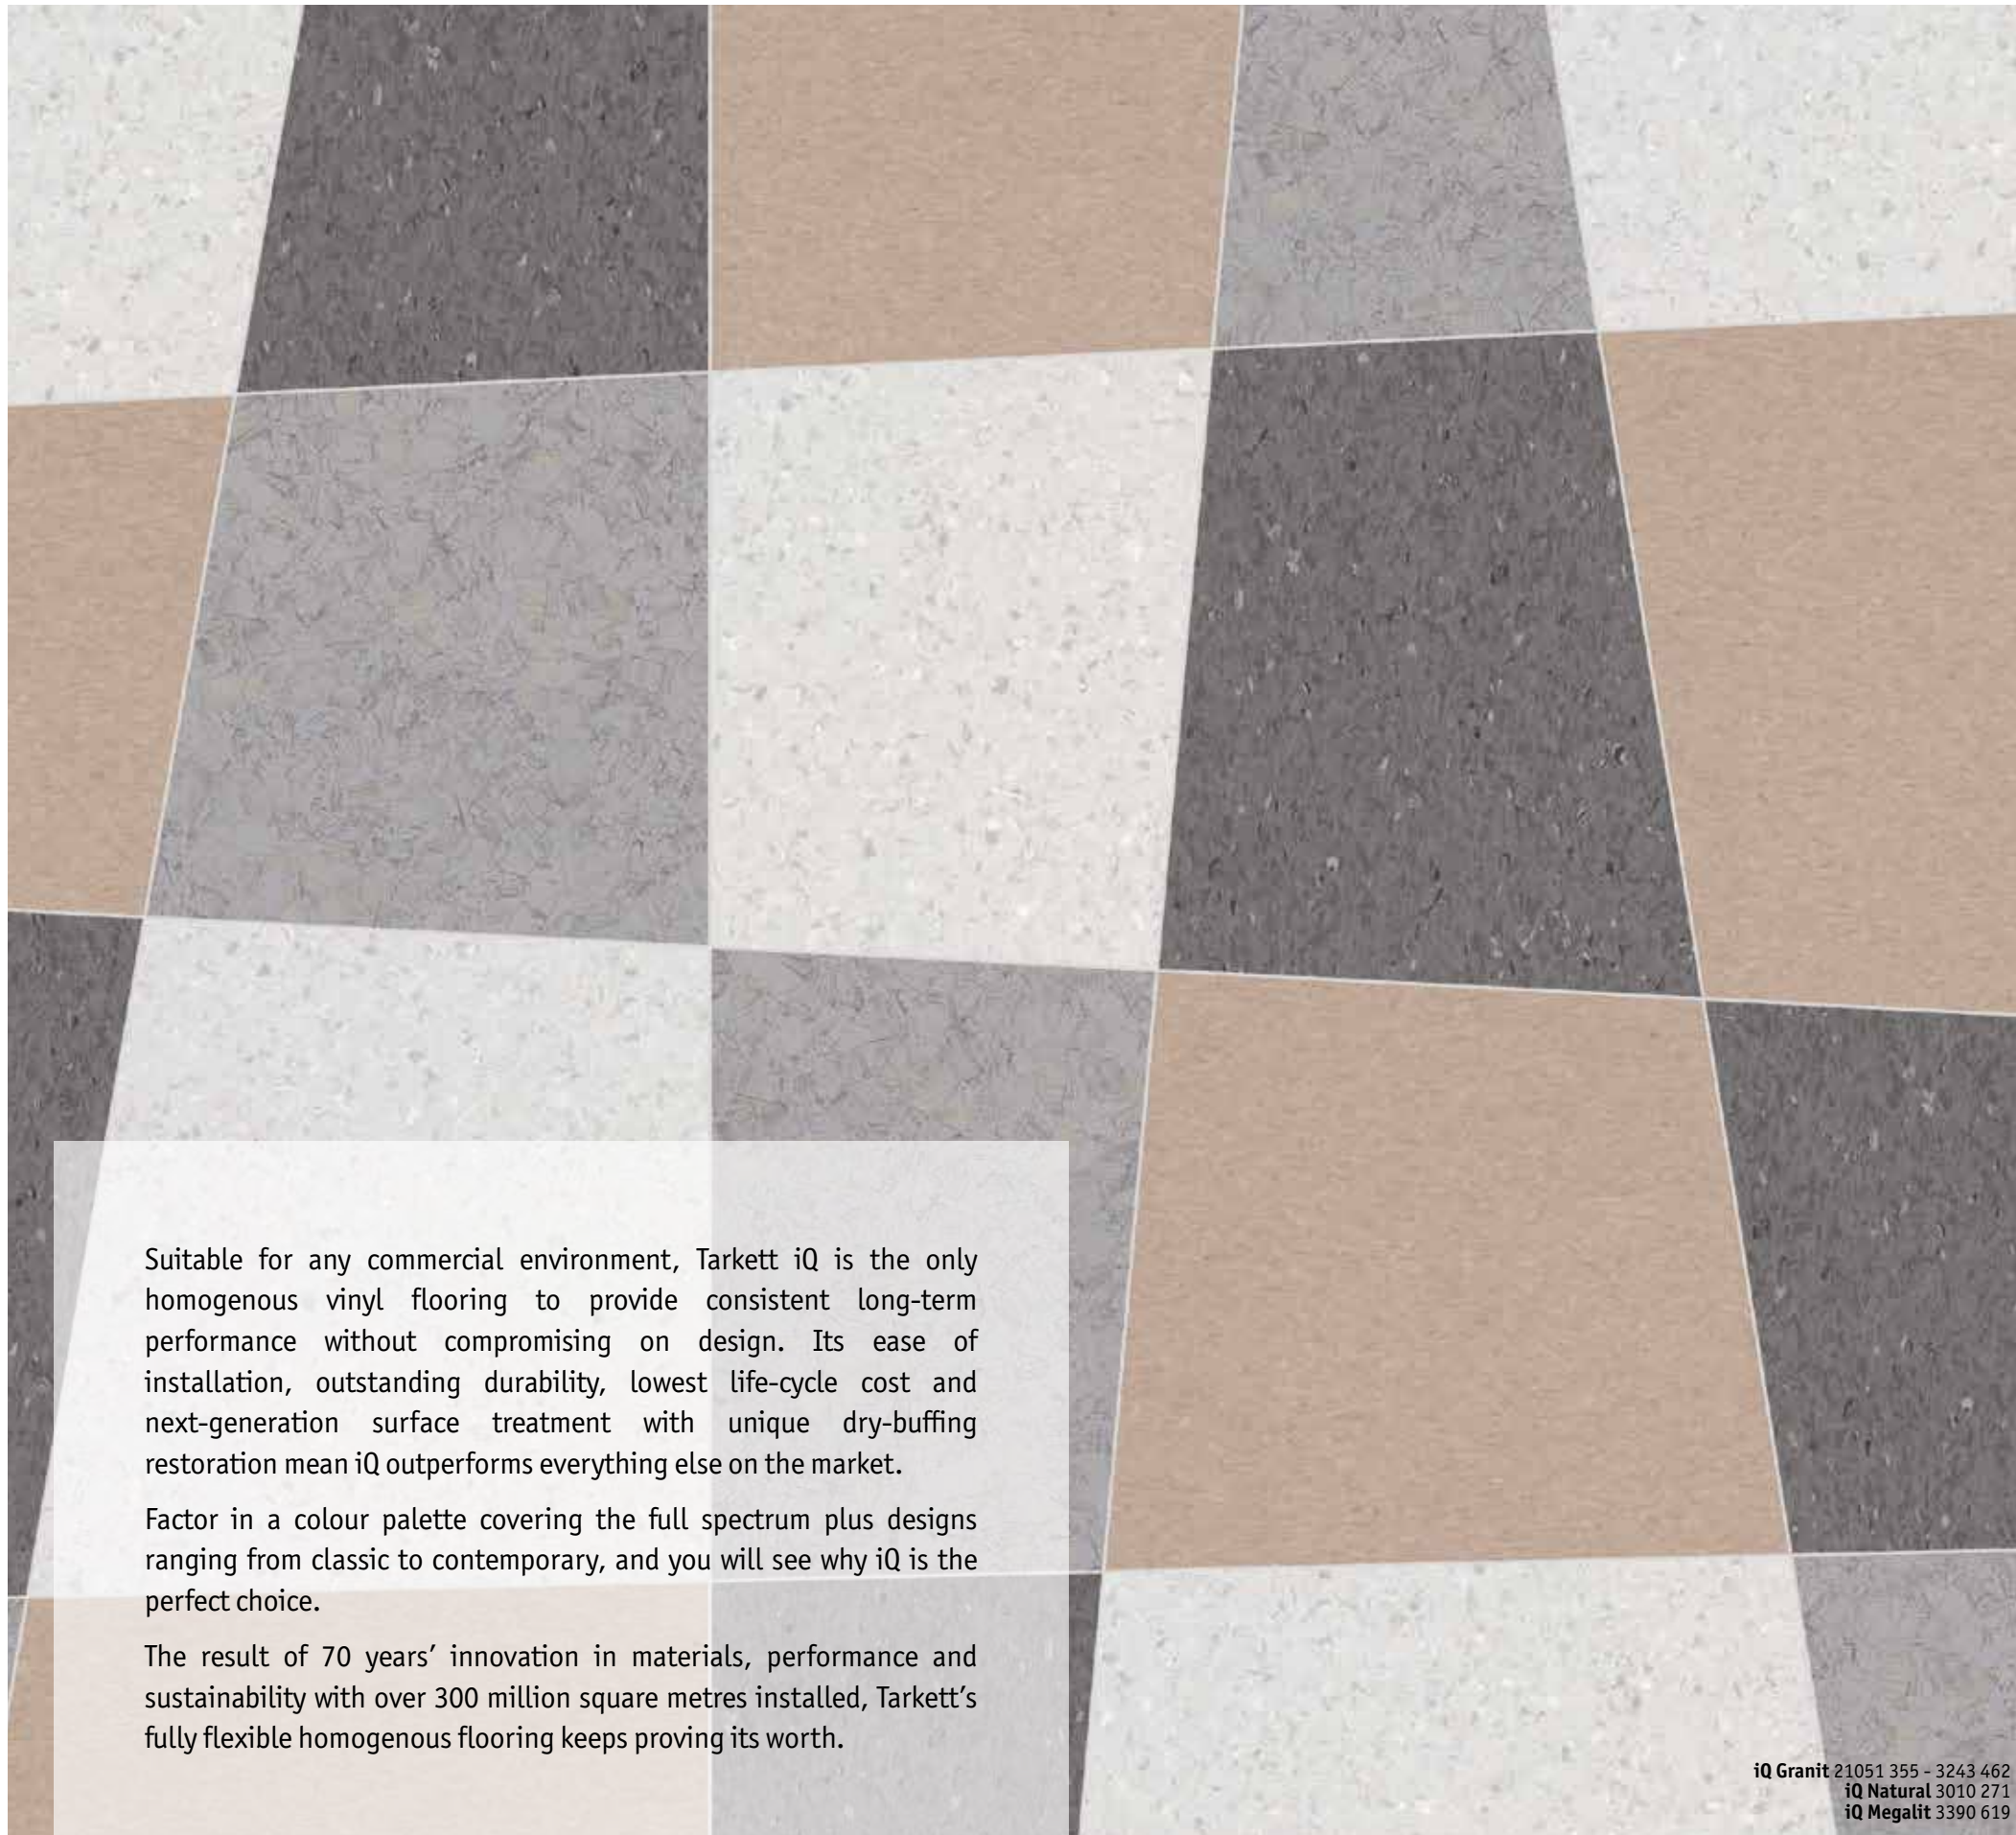 Suitable for any commercial environment, Tarkett iQ is the only
homogenous vinyl flooring to provide consistent long-term
performance without compromising on design. Its ease of
installation, outstanding durability, lowest life-cycle cost and
next-generation surface treatment with unique dry-buffing
restoration mean iQ outperforms everything else on the market.
Factor in a colour palette covering the full spectrum plus designs
ranging from classic to contemporary, and you will see why iQ is the
perfect choice.
The result of 70 years’ innovation in materials, performance and
sustainability with over 300 million square metres installed, Tarkett’s
fully flexible homogenous flooring keeps proving its worth.
iQ Granit 21051 355 - 3243 462
iQ Natural 3010 271
iQ Megalit 3390 619